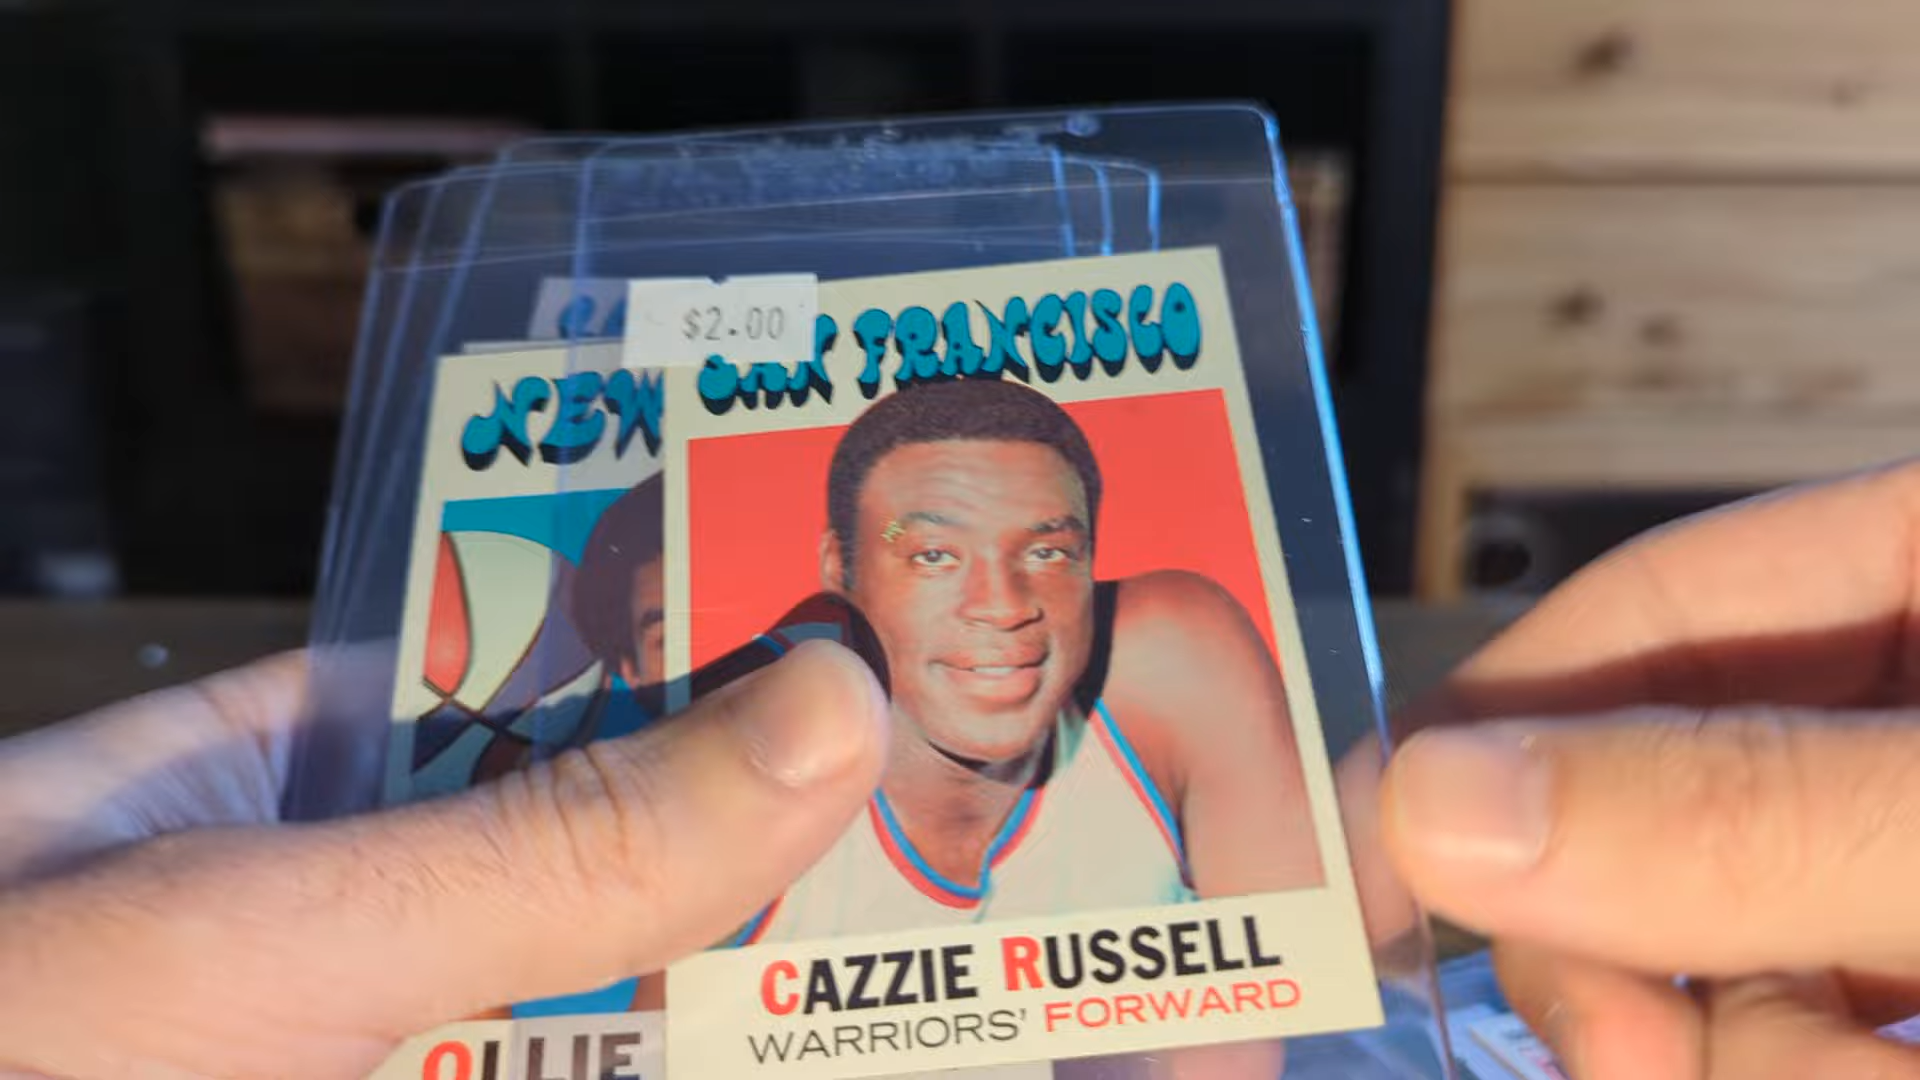 $2.00
SAN FRANCISCO
NEW
CAZZIE RUSSELL
WARRIORS' FORWARD
OLLIE